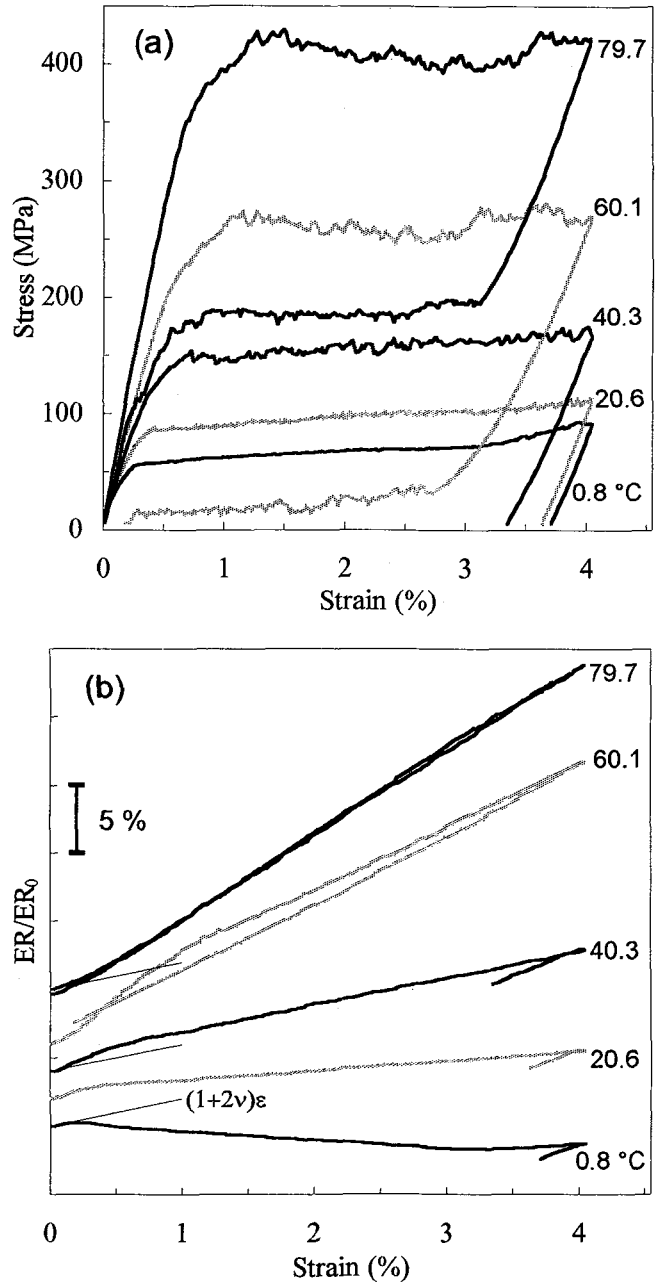 (a)
400
300
200
100
0
Stress (MPa)
79.7
60.1
40.3
20.6
0.8 °C
0
1
2
3
4
Strain (%)
(b)
5 %
ER/ER₀
79.7
60.1
40.3
20.6
0.8 °C
(1+2ν)ε
0
1
2
3
4
Strain (%)